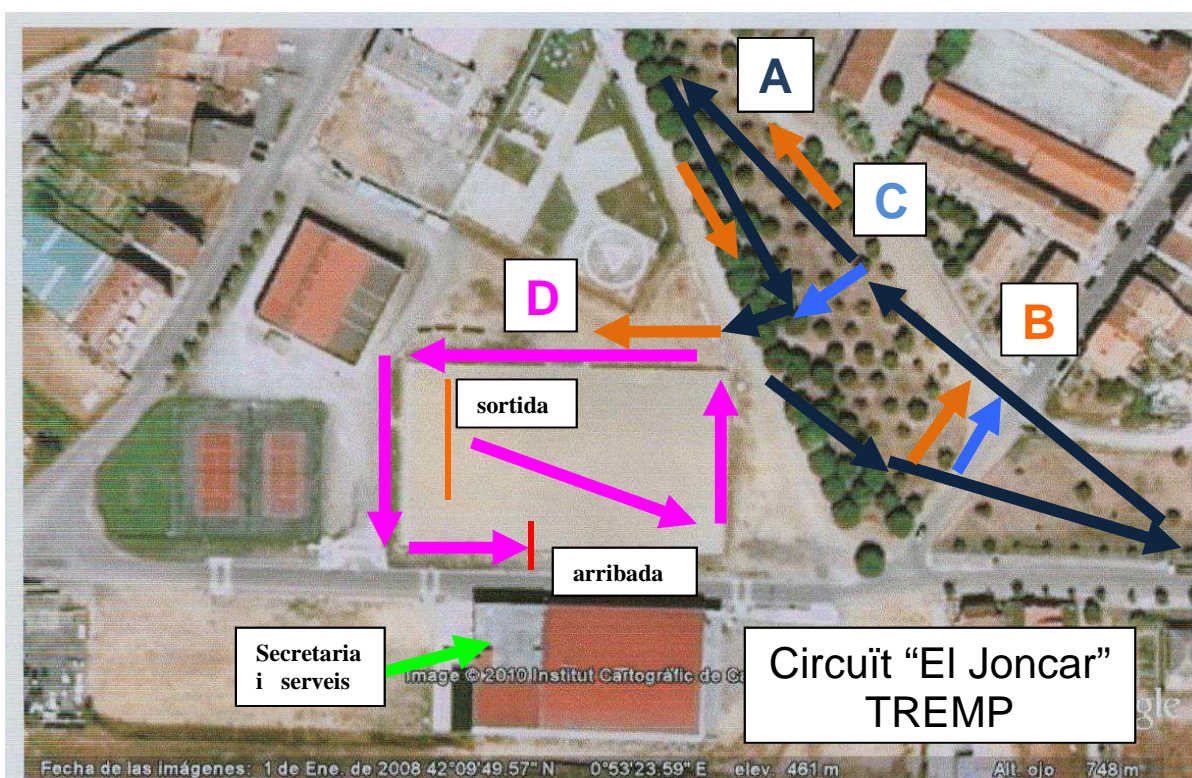 A
C
D
B
sortida
arribada
Secretaria
i serveis
Image © 2010 Institut Cartogràfic de Ca
Circuït “El Joncar”
TREMP
gle
Fecha de las imágenes: 1 de Ene. de 2008 42°09'49.57" N 0°53'23.59" E elev. 461 m Alt. ojo 748 m